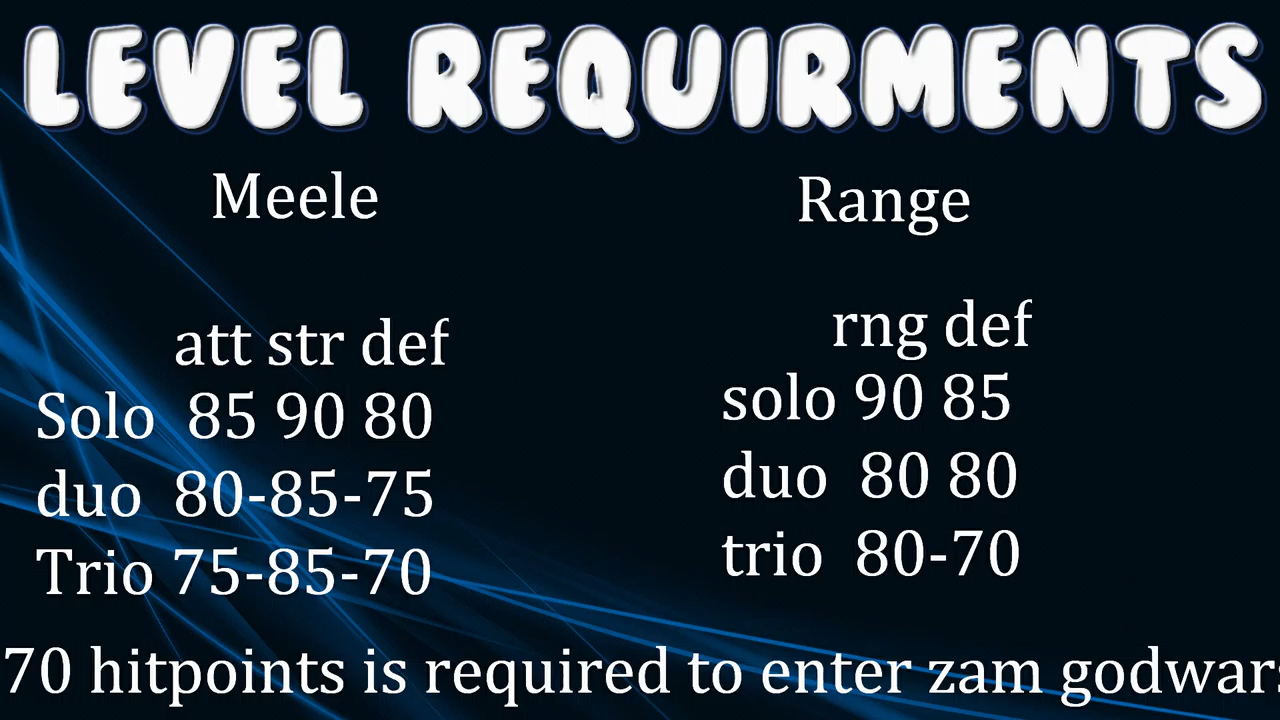 LEVEL REQUIRMENTS
Meele
att str def
Solo 85 90 80
duo 80-85-75
Trio 75-85-70
Range
rng def
solo 90 85
duo 80 80
trio 80-70
70 hitpoints is required to enter zam godwar